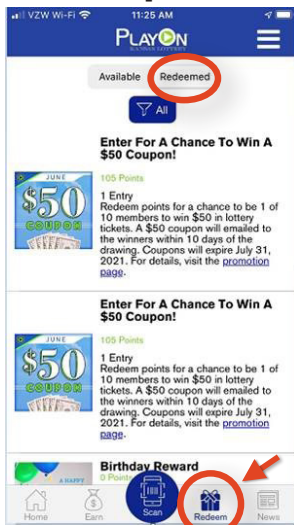 VZW Wi-Fi 11:25 AM
PLAYON
KANSAS LOTTERY
Available Redeemed
All
Enter For A Chance To Win A
$50 Coupon!
JUNE
$50
COUPON
105 Points
1 Entry
Redeem points for a chance to be 1 of
10 members to win $50 in lottery
tickets. A $50 coupon will emailed to
the winners within 10 days of the
drawing. Coupons will expire July 31,
2021. For details, visit the promotion
page.
Enter For A Chance To Win A
$50 Coupon!
JUNE
$50
COUPON
105 Points
1 Entry
Redeem points for a chance to be 1 of
10 members to win $50 in lottery
tickets. A $50 coupon will emailed to
the winners within 10 days of the
drawing. Coupons will expire July 31,
2021. For details, visit the promotion
page.
Birthday Reward
A HAPPY
0 Points
Home Earn Scan Redeem News